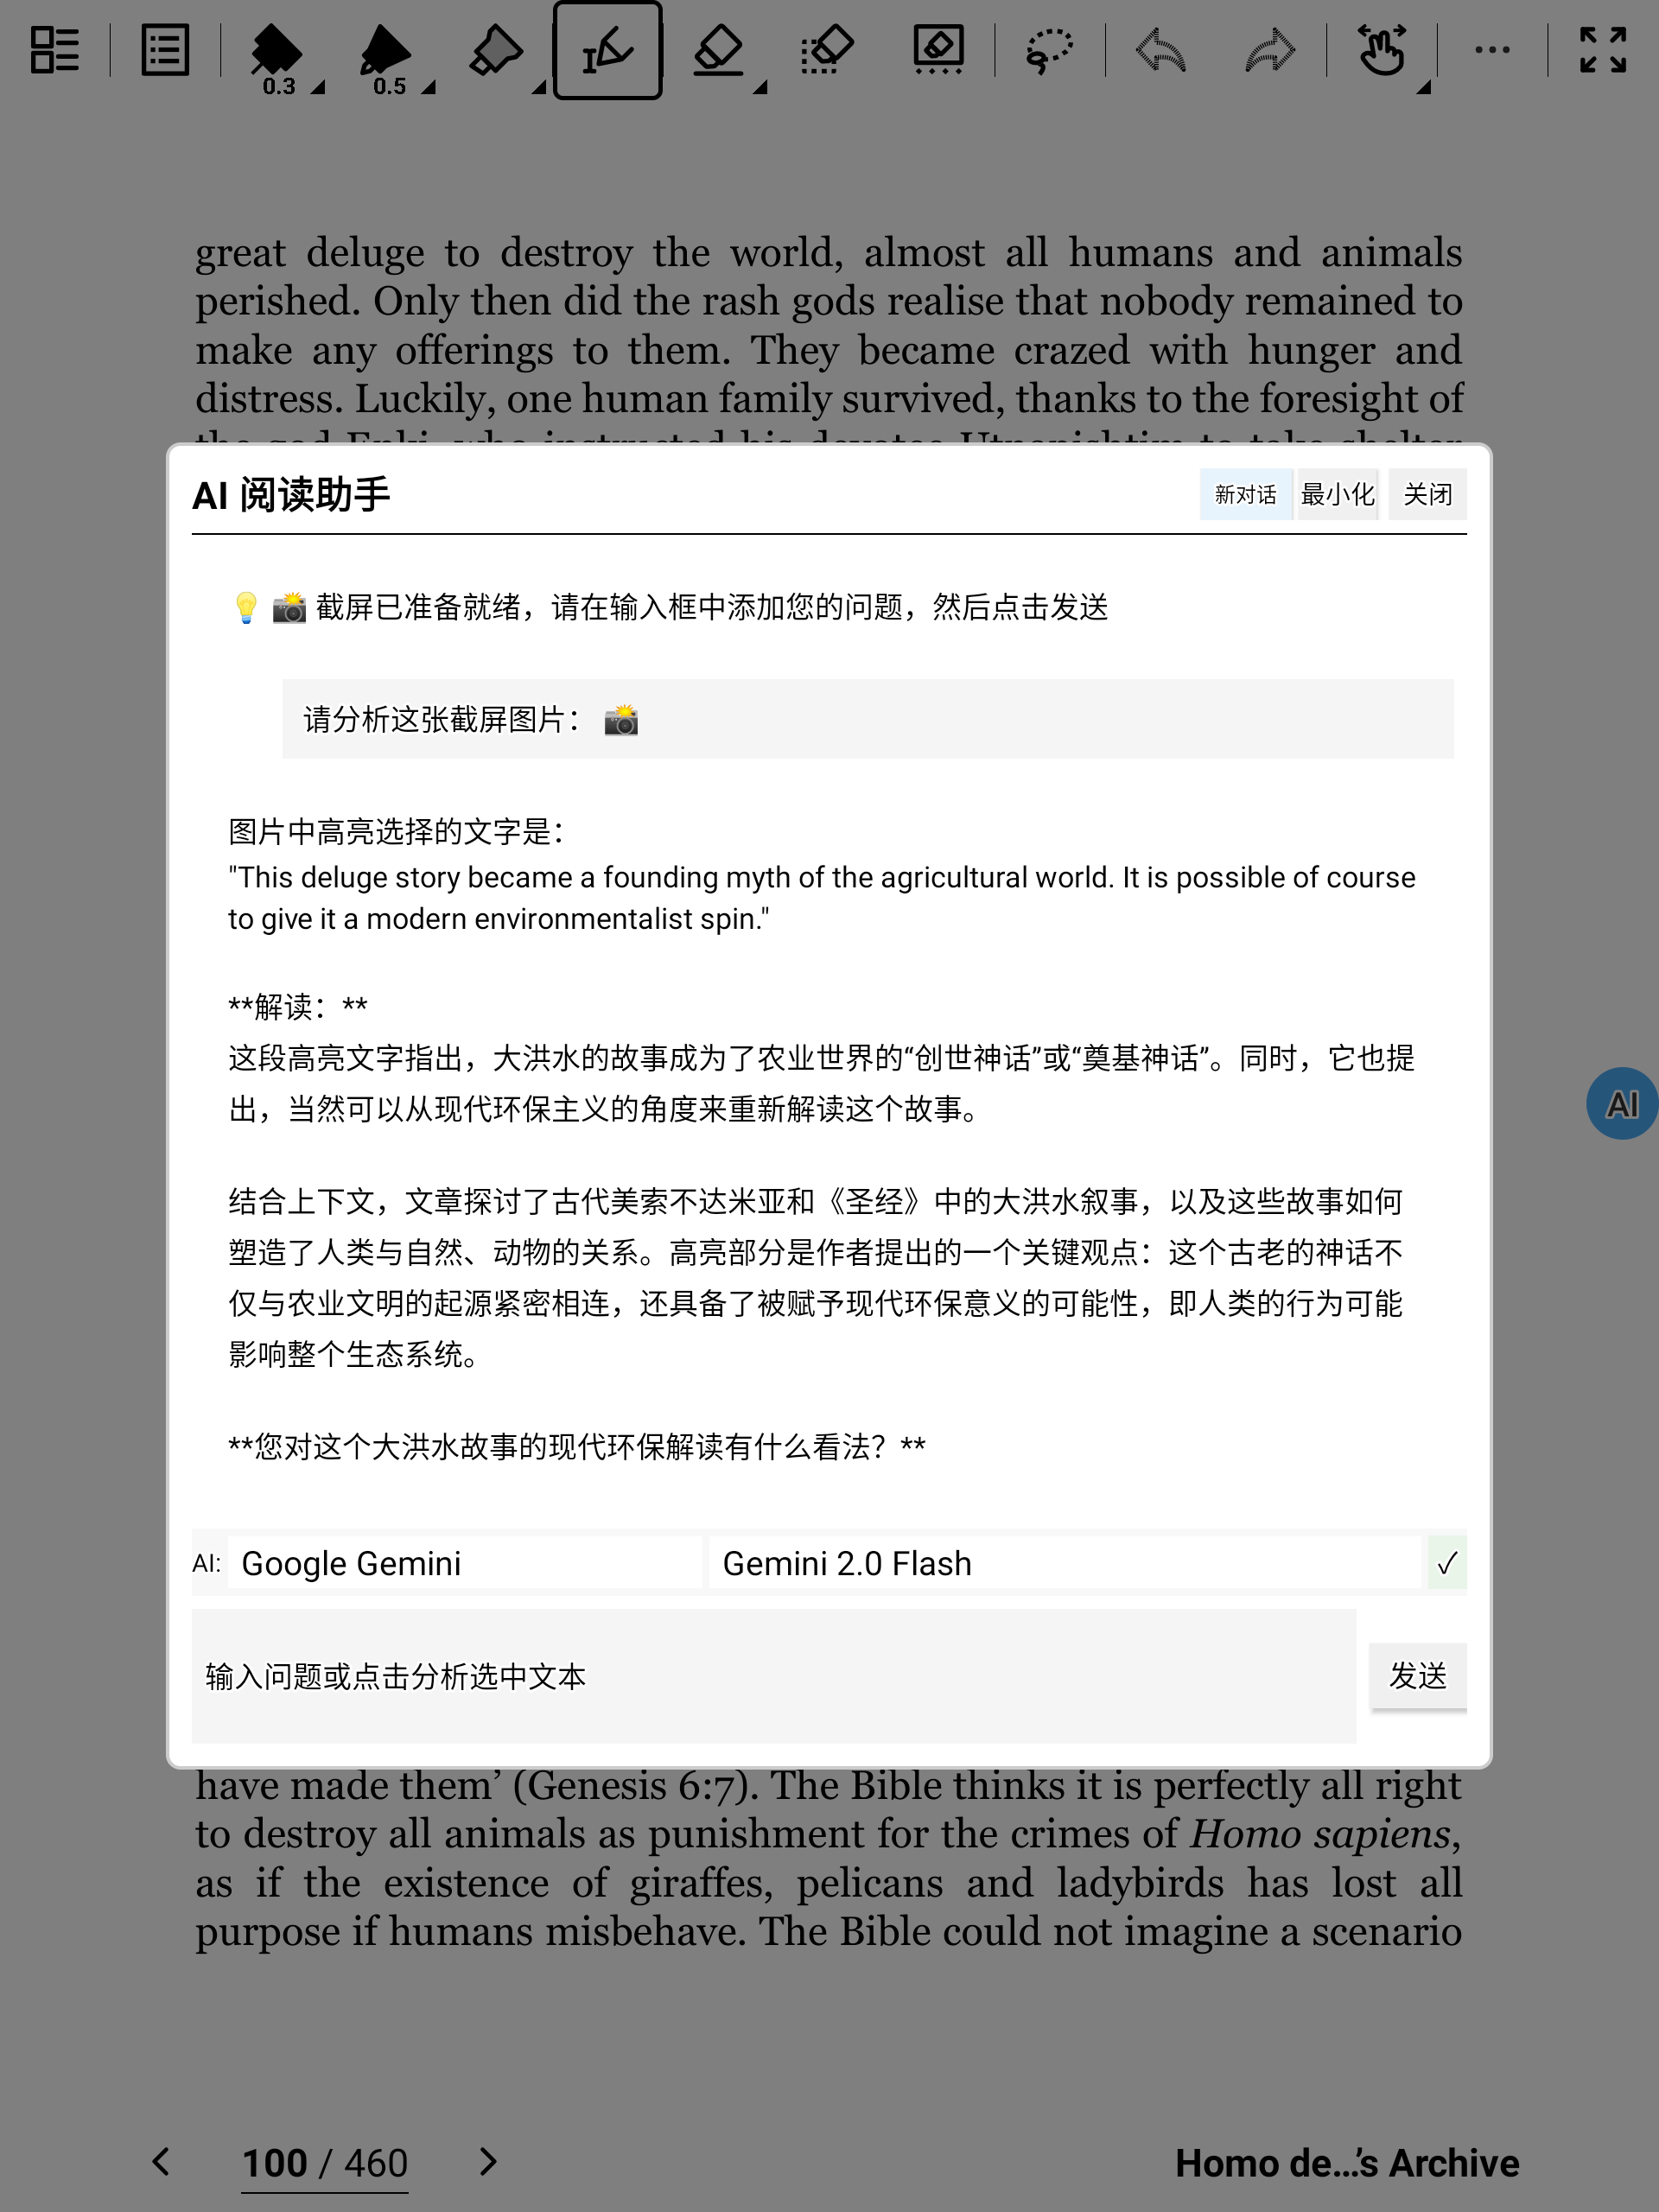 0.3
0.5
great deluge to destroy the world, almost all humans and animals
perished. Only then did the rash gods realise that nobody remained to
make any offerings to them. They became crazed with hunger and
distress. Luckily, one human family survived, thanks to the foresight of
the god Enki, who instructed his devotee Utnapishtim to take shelter
AI 阅读助手
新对话
最小化
关闭
💡 📸 截屏已准备就绪，请在输入框中添加您的问题，然后点击发送
请分析这张截屏图片： 📸
图片中高亮选择的文字是：
"This deluge story became a founding myth of the agricultural world. It is possible of course
to give it a modern environmentalist spin."
**解读：**
这段高亮文字指出，大洪水的故事成为了农业世界的“创世神话”或“奠基神话”。同时，它也提
出，当然可以从现代环保主义的角度来重新解读这个故事。
结合上下文，文章探讨了古代美索不达米亚和《圣经》中的大洪水叙事，以及这些故事如何
塑造了人类与自然、动物的关系。高亮部分是作者提出的一个关键观点：这个古老的神话不
仅与农业文明的起源紧密相连，还具备了被赋予现代环保意义的可能性，即人类的行为可能
影响整个生态系统。
**您对这个大洪水故事的现代环保解读有什么看法？**
AI: Google Gemini
Gemini 2.0 Flash
✓
输入问题或点击分析选中文本
发送
AI
have made them’ (Genesis 6:7). The Bible thinks it is perfectly all right
to destroy all animals as punishment for the crimes of Homo sapiens,
as if the existence of giraffes, pelicans and ladybirds has lost all
purpose if humans misbehave. The Bible could not imagine a scenario
100 / 460
Homo de...’s Archive